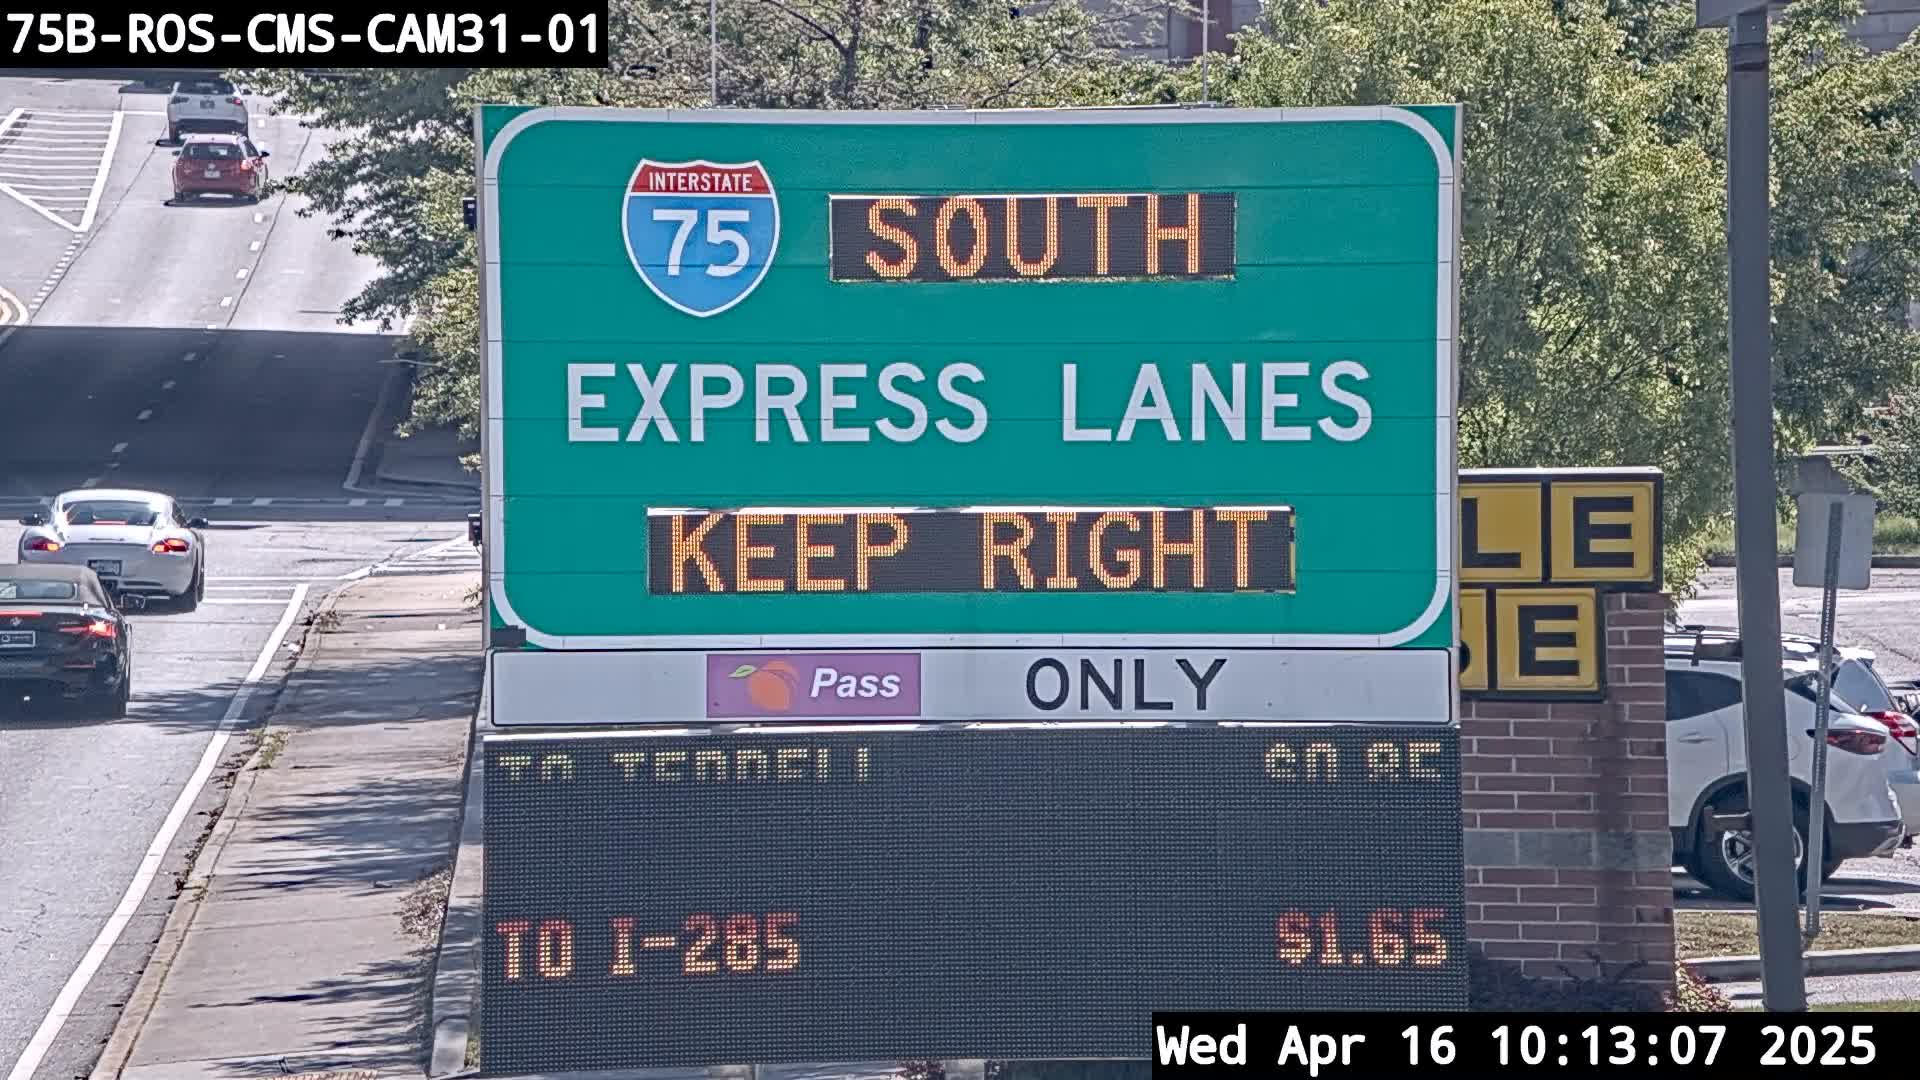 75B-ROS-CMS-CAM31-01
INTERSTATE
75
SOUTH
EXPRESS LANES
KEEP RIGHT
LE
E
Pass ONLY
TO I-285 $1.65
Wed Apr 16 10:13:07 2025